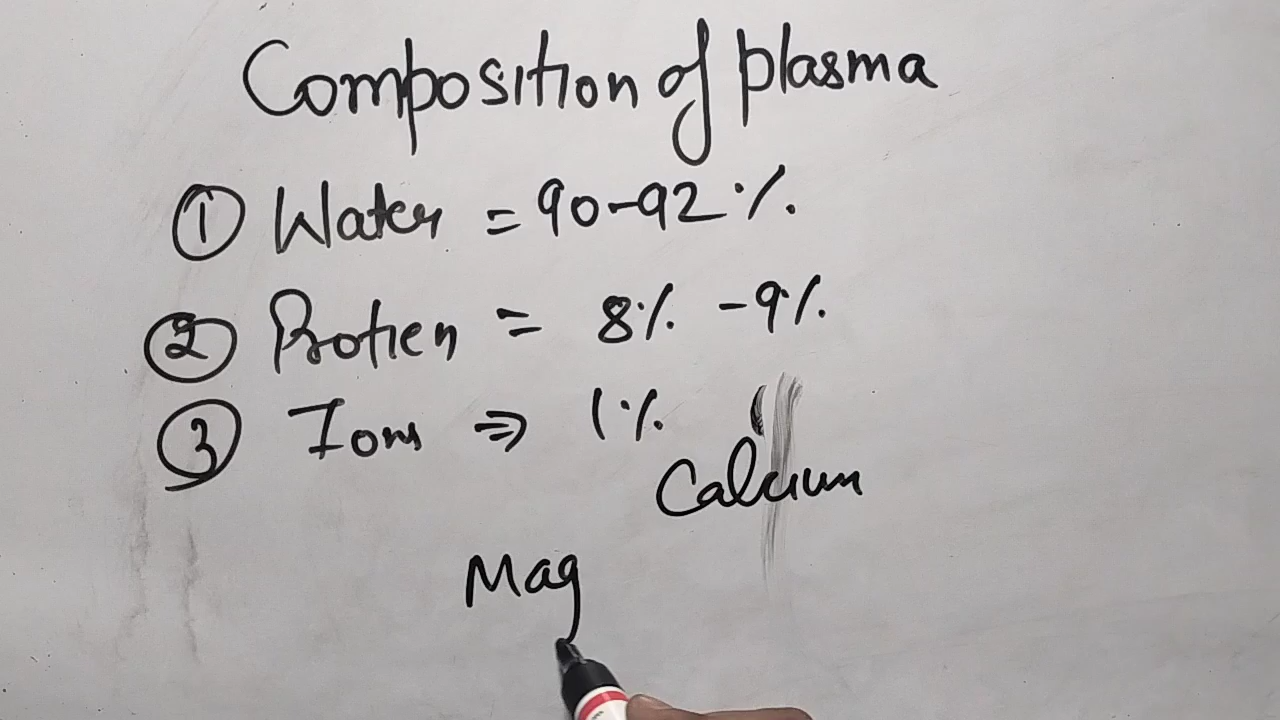 Composition of plasma
① Water = 90-92%.
② Protien = 8% -9%.
③ Ions ⇒ 1%.
Calcium
Mag